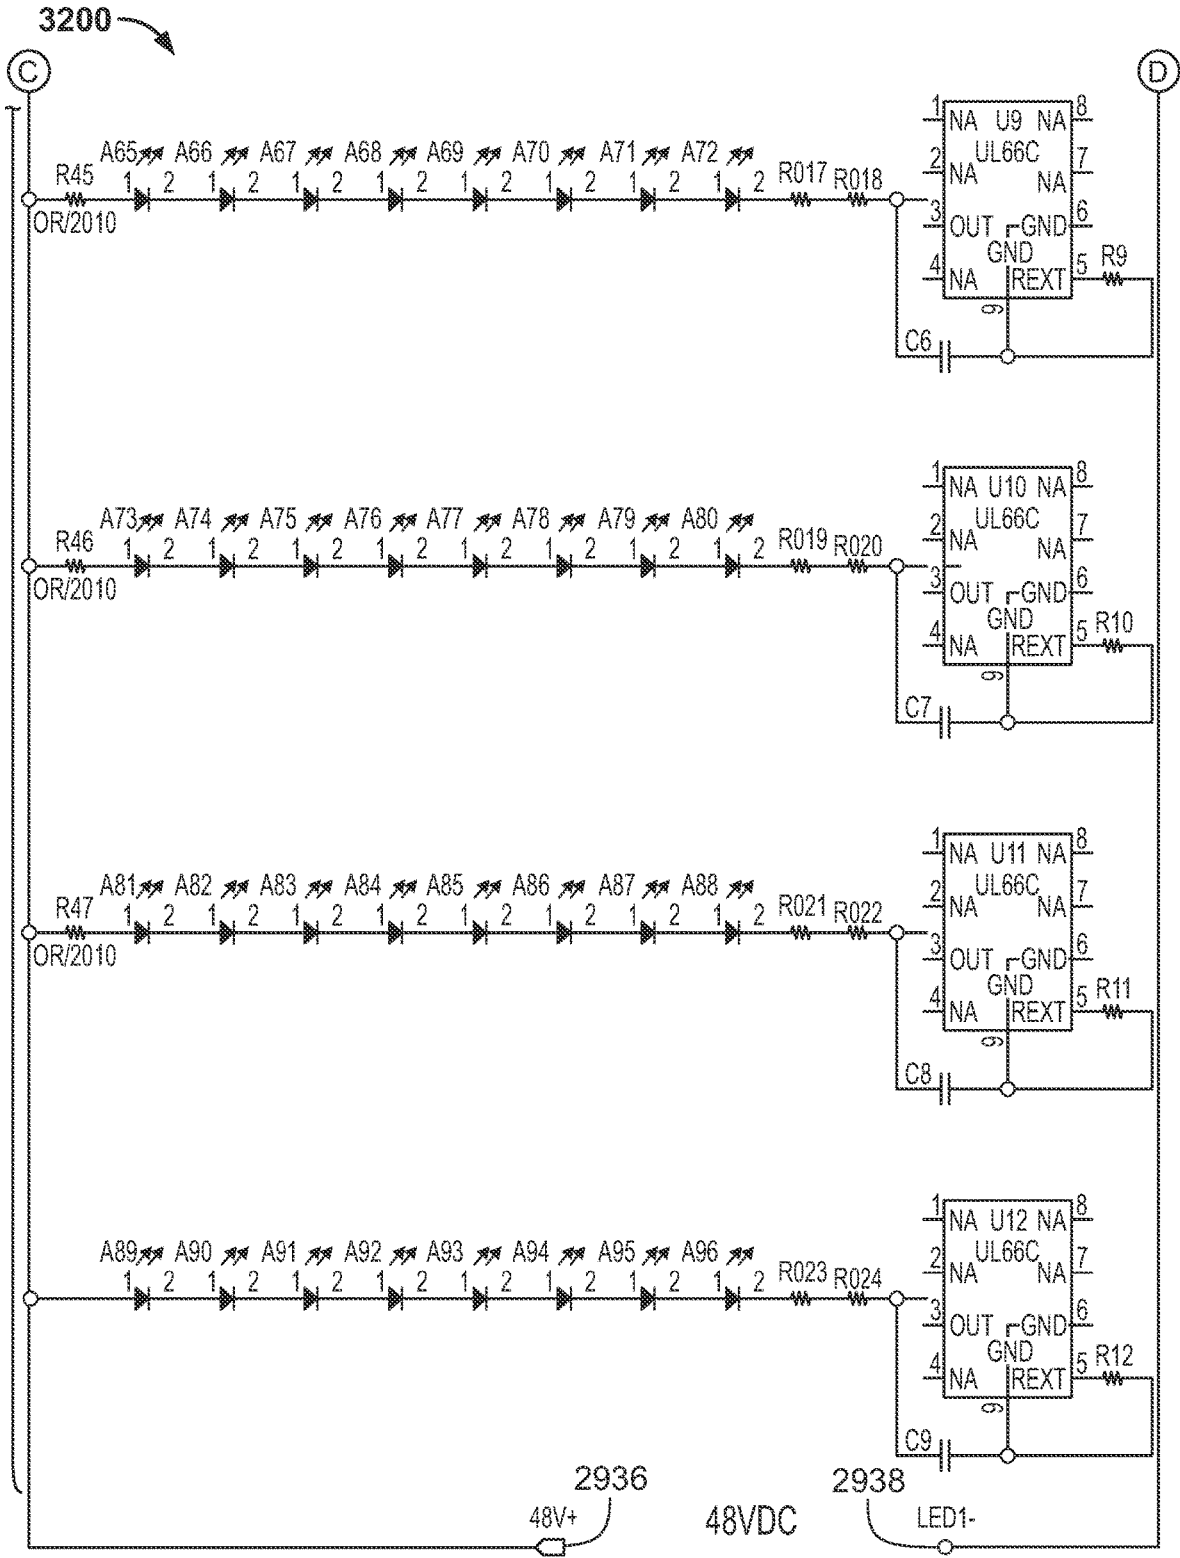 3200
C
D
A65 A66 A67 A68 A69 A70 A71 A72
R45 1 2 1 2 1 2 1 2 1 2 1 2 1 2 1 2 R017 R018
OR/2010
1 NA U9 NA 8
UL66C
2 NA NA 7
3 OUT GND 6
GND
4 NA REXT 5 R9
9
C6
A73 A74 A75 A76 A77 A78 A79 A80
R46 1 2 1 2 1 2 1 2 1 2 1 2 1 2 1 2 R019 R020
OR/2010
1 NA U10 NA 8
UL66C
2 NA NA 7
3 OUT GND 6
GND
4 NA REXT 5 R10
9
C7
A81 A82 A83 A84 A85 A86 A87 A88
R47 1 2 1 2 1 2 1 2 1 2 1 2 1 2 1 2 R021 R022
OR/2010
1 NA U11 NA 8
UL66C
2 NA NA 7
3 OUT GND 6
GND
4 NA REXT 5 R11
9
C8
A89 A90 A91 A92 A93 A94 A95 A96
1 2 1 2 1 2 1 2 1 2 1 2 1 2 1 2 R023 R024
1 NA U12 NA 8
UL66C
2 NA NA 7
3 OUT GND 6
GND
4 NA REXT 5 R12
9
C9
2936
2938
48V+
48VDC
LED1-